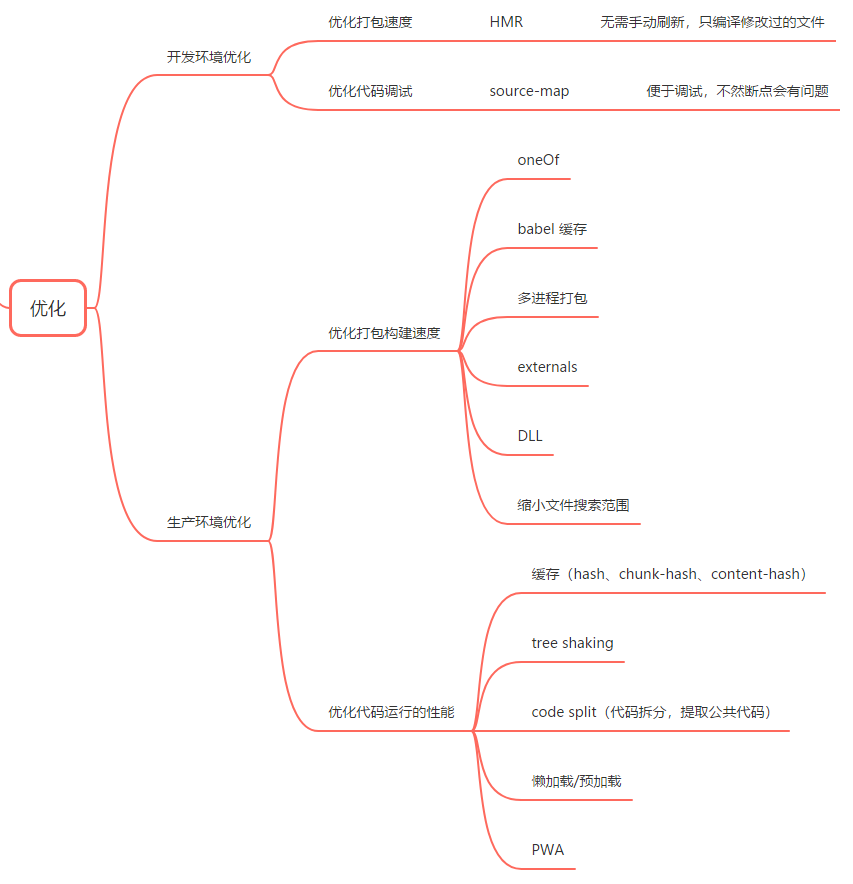 优化
开发环境优化
优化打包速度
HMR
无需手动刷新，只编译修改过的文件
优化代码调试
source-map
便于调试，不然断点会有问题
生产环境优化
优化打包构建速度
oneOf
babel 缓存
多进程打包
externals
DLL
缩小文件搜索范围
优化代码运行的性能
缓存（hash、chunk-hash、content-hash）
tree shaking
code split（代码拆分，提取公共代码）
懒加载/预加载
PWA